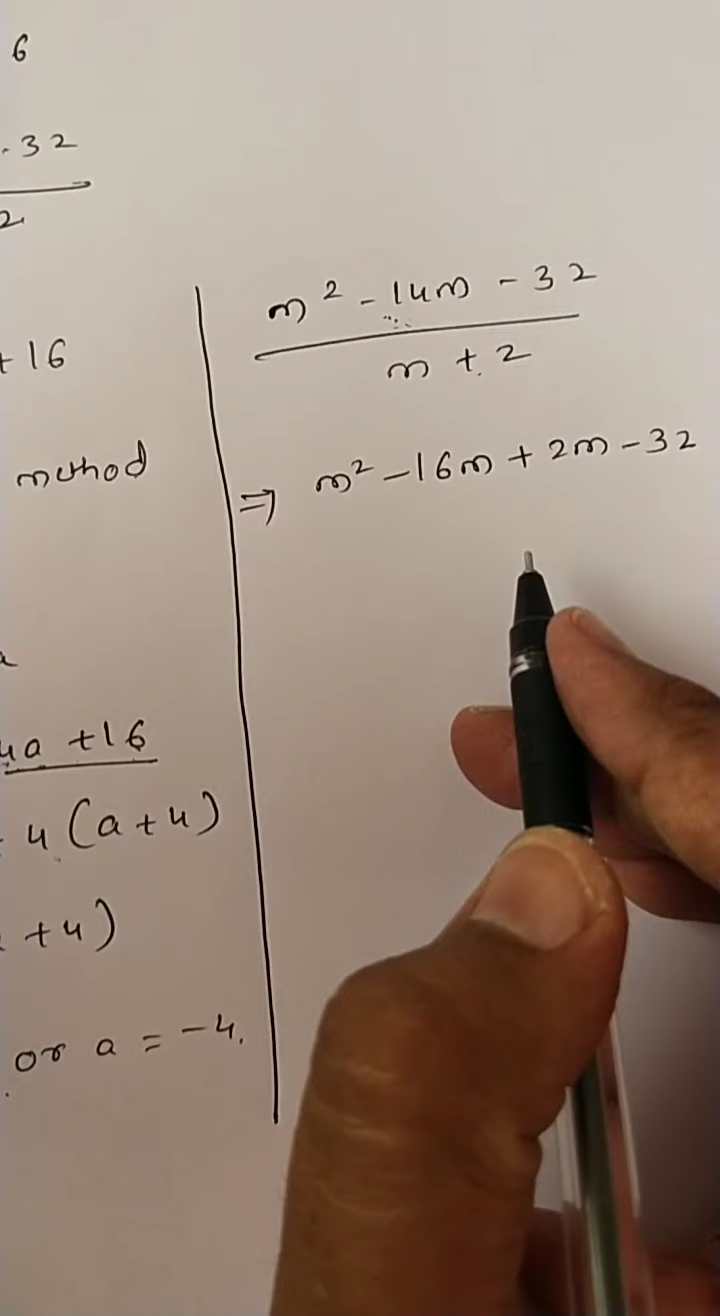 6
- 32
2
+ 16
method
4a + 16
4 (a + 4)
+ 4)
or a = -4.
m² - 14m - 32
m + 2
⇒ m² - 16m + 2m - 32